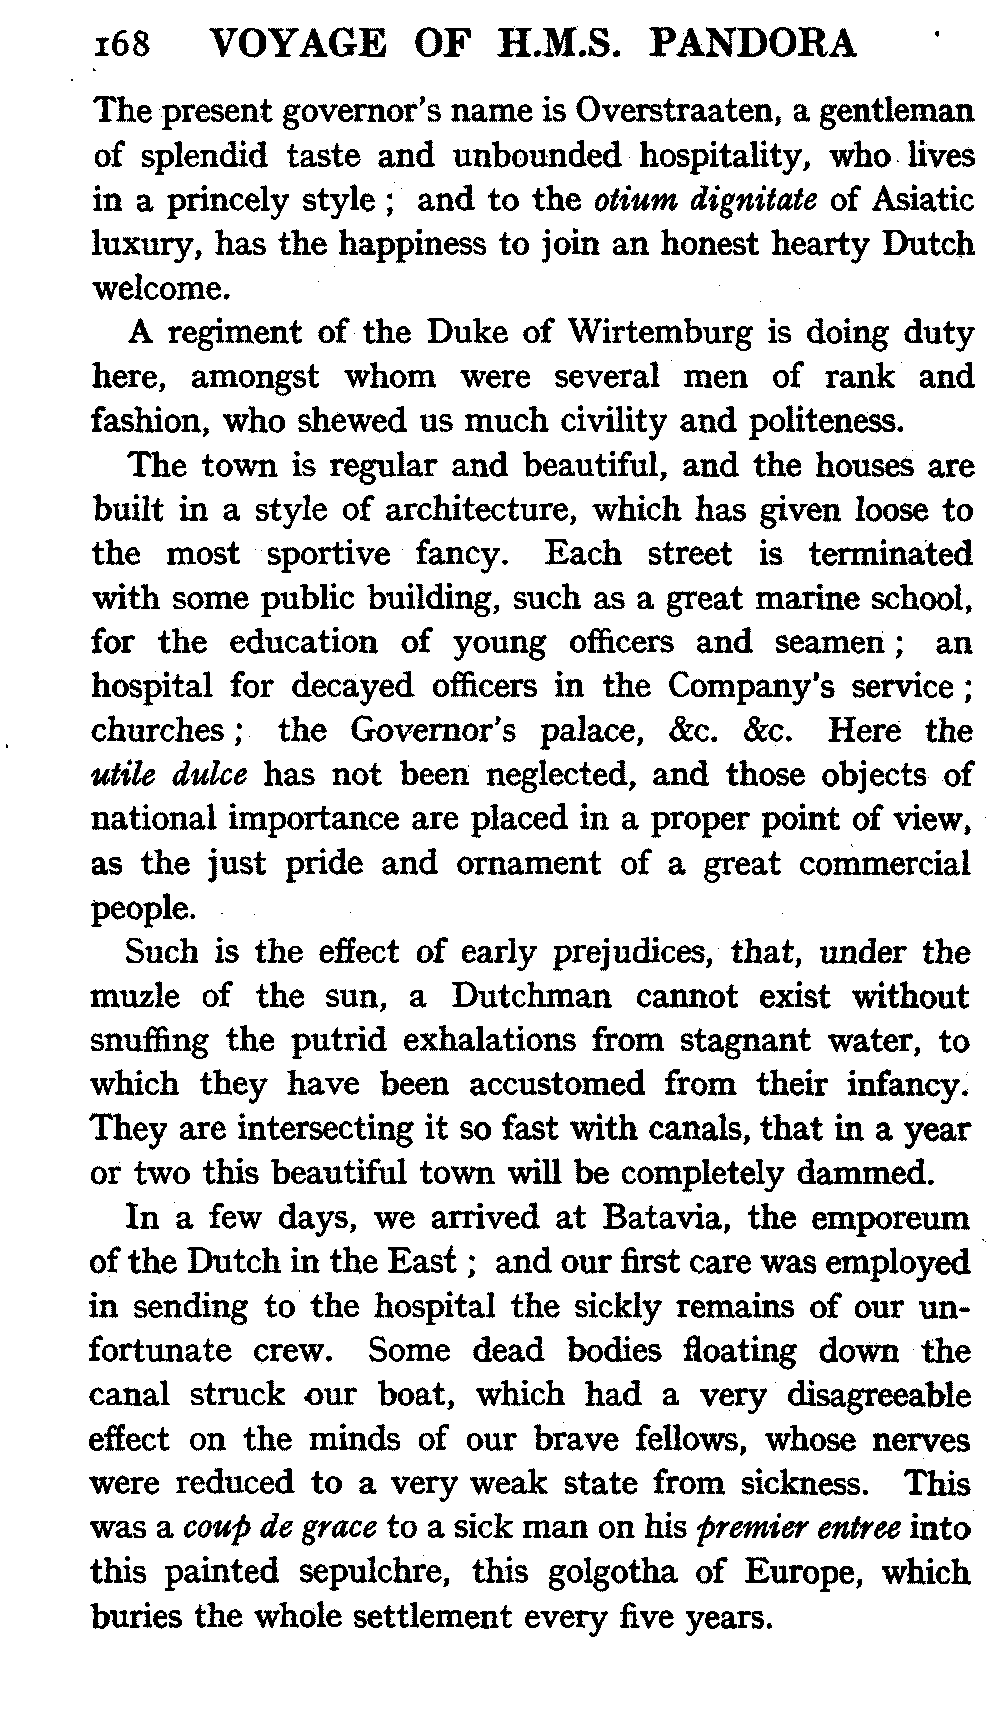 168 VOYAGE OF H.M.S. PANDORA
The present governor's name is Overstraaten, a gentleman
of splendid taste and unbounded hospitality, who lives
in a princely style ; and to the otium dignitate of Asiatic
luxury, has the happiness to join an honest hearty Dutch
welcome.
A regiment of the Duke of Wirtemburg is doing duty
here, amongst whom were several men of rank and
fashion, who shewed us much civility and politeness.
The town is regular and beautiful, and the houses are
built in a style of architecture, which has given loose to
the most sportive fancy. Each street is terminated
with some public building, such as a great marine school,
for the education of young officers and seamen ; an
hospital for decayed officers in the Company's service ;
churches ; the Governor's palace, &c. &c. Here the
utile dulce has not been neglected, and those objects of
national importance are placed in a proper point of view,
as the just pride and ornament of a great commercial
people.
Such is the effect of early prejudices, that, under the
muzle of the sun, a Dutchman cannot exist without
snuffing the putrid exhalations from stagnant water, to
which they have been accustomed from their infancy.
They are intersecting it so fast with canals, that in a year
or two this beautiful town will be completely dammed.
In a few days, we arrived at Batavia, the emporeum
of the Dutch in the East ; and our first care was employed
in sending to the hospital the sickly remains of our un-
fortunate crew. Some dead bodies floating down the
canal struck our boat, which had a very disagreeable
effect on the minds of our brave fellows, whose nerves
were reduced to a very weak state from sickness. This
was a coup de grace to a sick man on his premier entree into
this painted sepulchre, this golgotha of Europe, which
buries the whole settlement every five years.